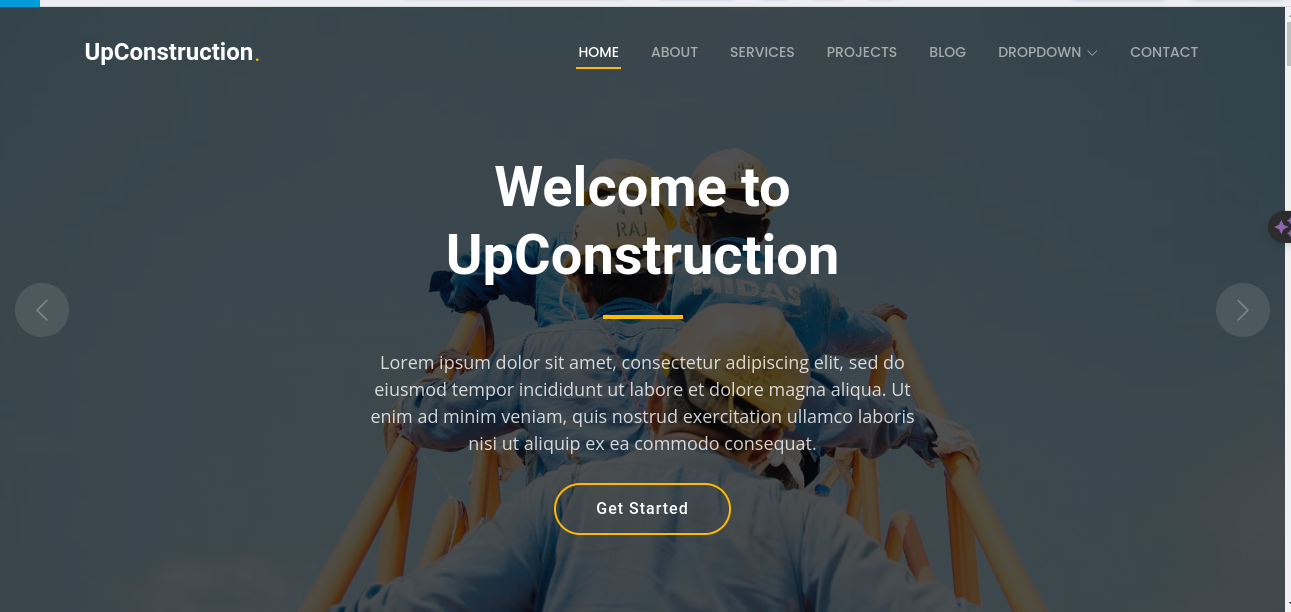 UpConstruction.
HOME ABOUT SERVICES PROJECTS BLOG DROPDOWN CONTACT
Welcome to
UpConstruction
RAJ
MIDAS
Lorem ipsum dolor sit amet, consectetur adipiscing elit, sed do
eiusmod tempor incididunt ut labore et dolore magna aliqua. Ut
enim ad minim veniam, quis nostrud exercitation ullamco laboris
nisi ut aliquip ex ea commodo consequat.
Get Started